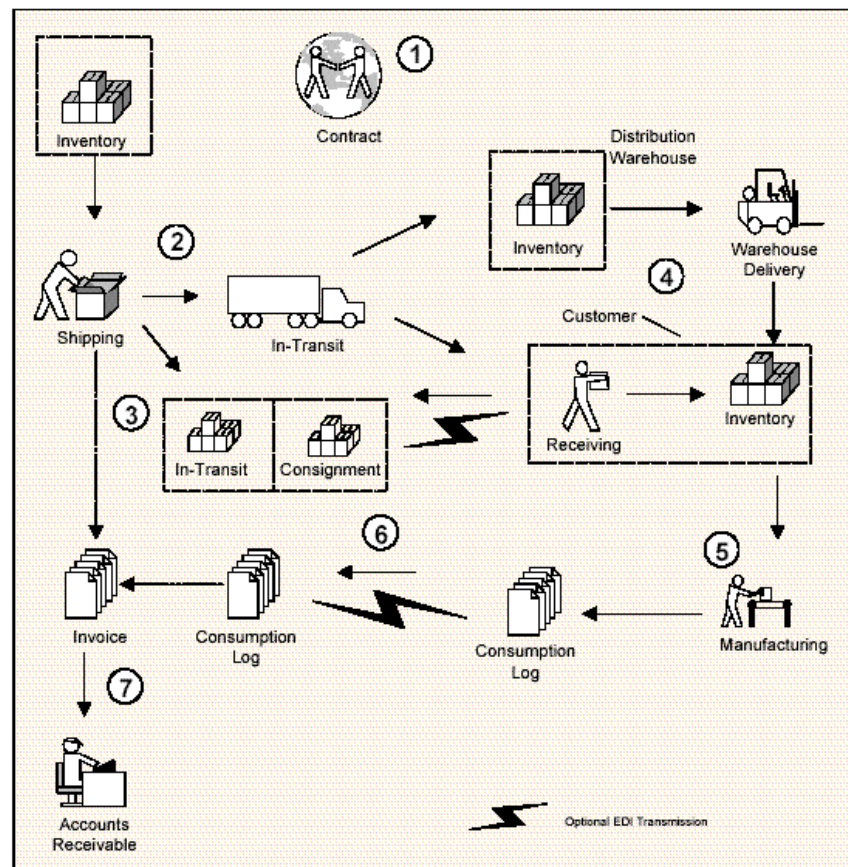 1
Contract
Inventory
Distribution
Warehouse
Inventory
Warehouse
Delivery
2
Shipping
In-Transit
4
Customer
3
In-Transit
Consignment
Receiving
Inventory
5
Manufacturing
6
Invoice
Consumption
Log
Consumption
Log
7
Accounts
Receivable
Optional EDI Transmission